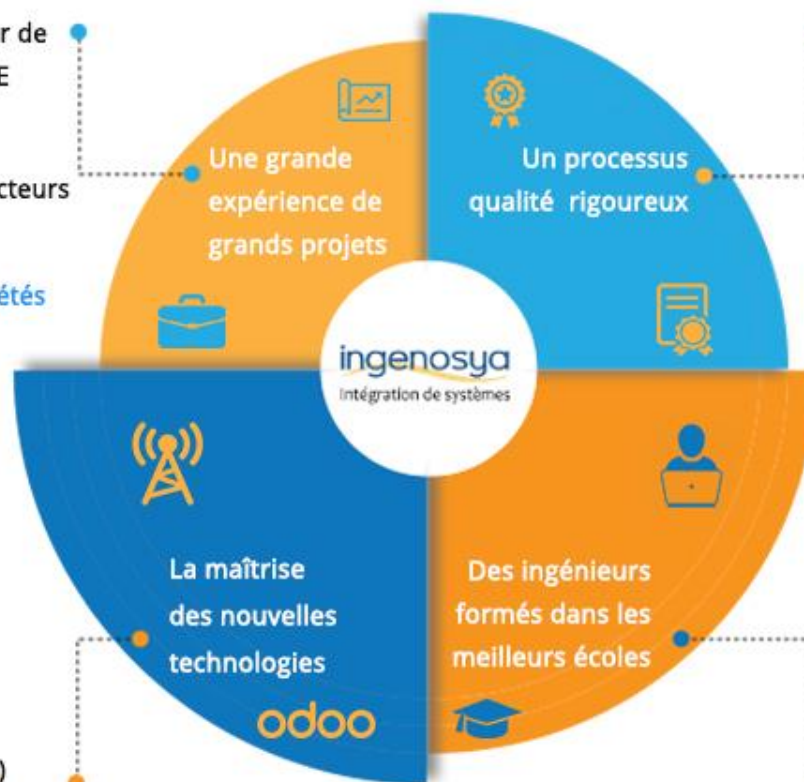 r de
E
cteurs
étés
Une grande
expérience de
grands projets
Un processus
qualité rigoureux
ingenosya
Intégration de systèmes
La maîtrise
des nouvelles
technologies
odoo
Des ingénieurs
formés dans les
meilleurs écoles
)